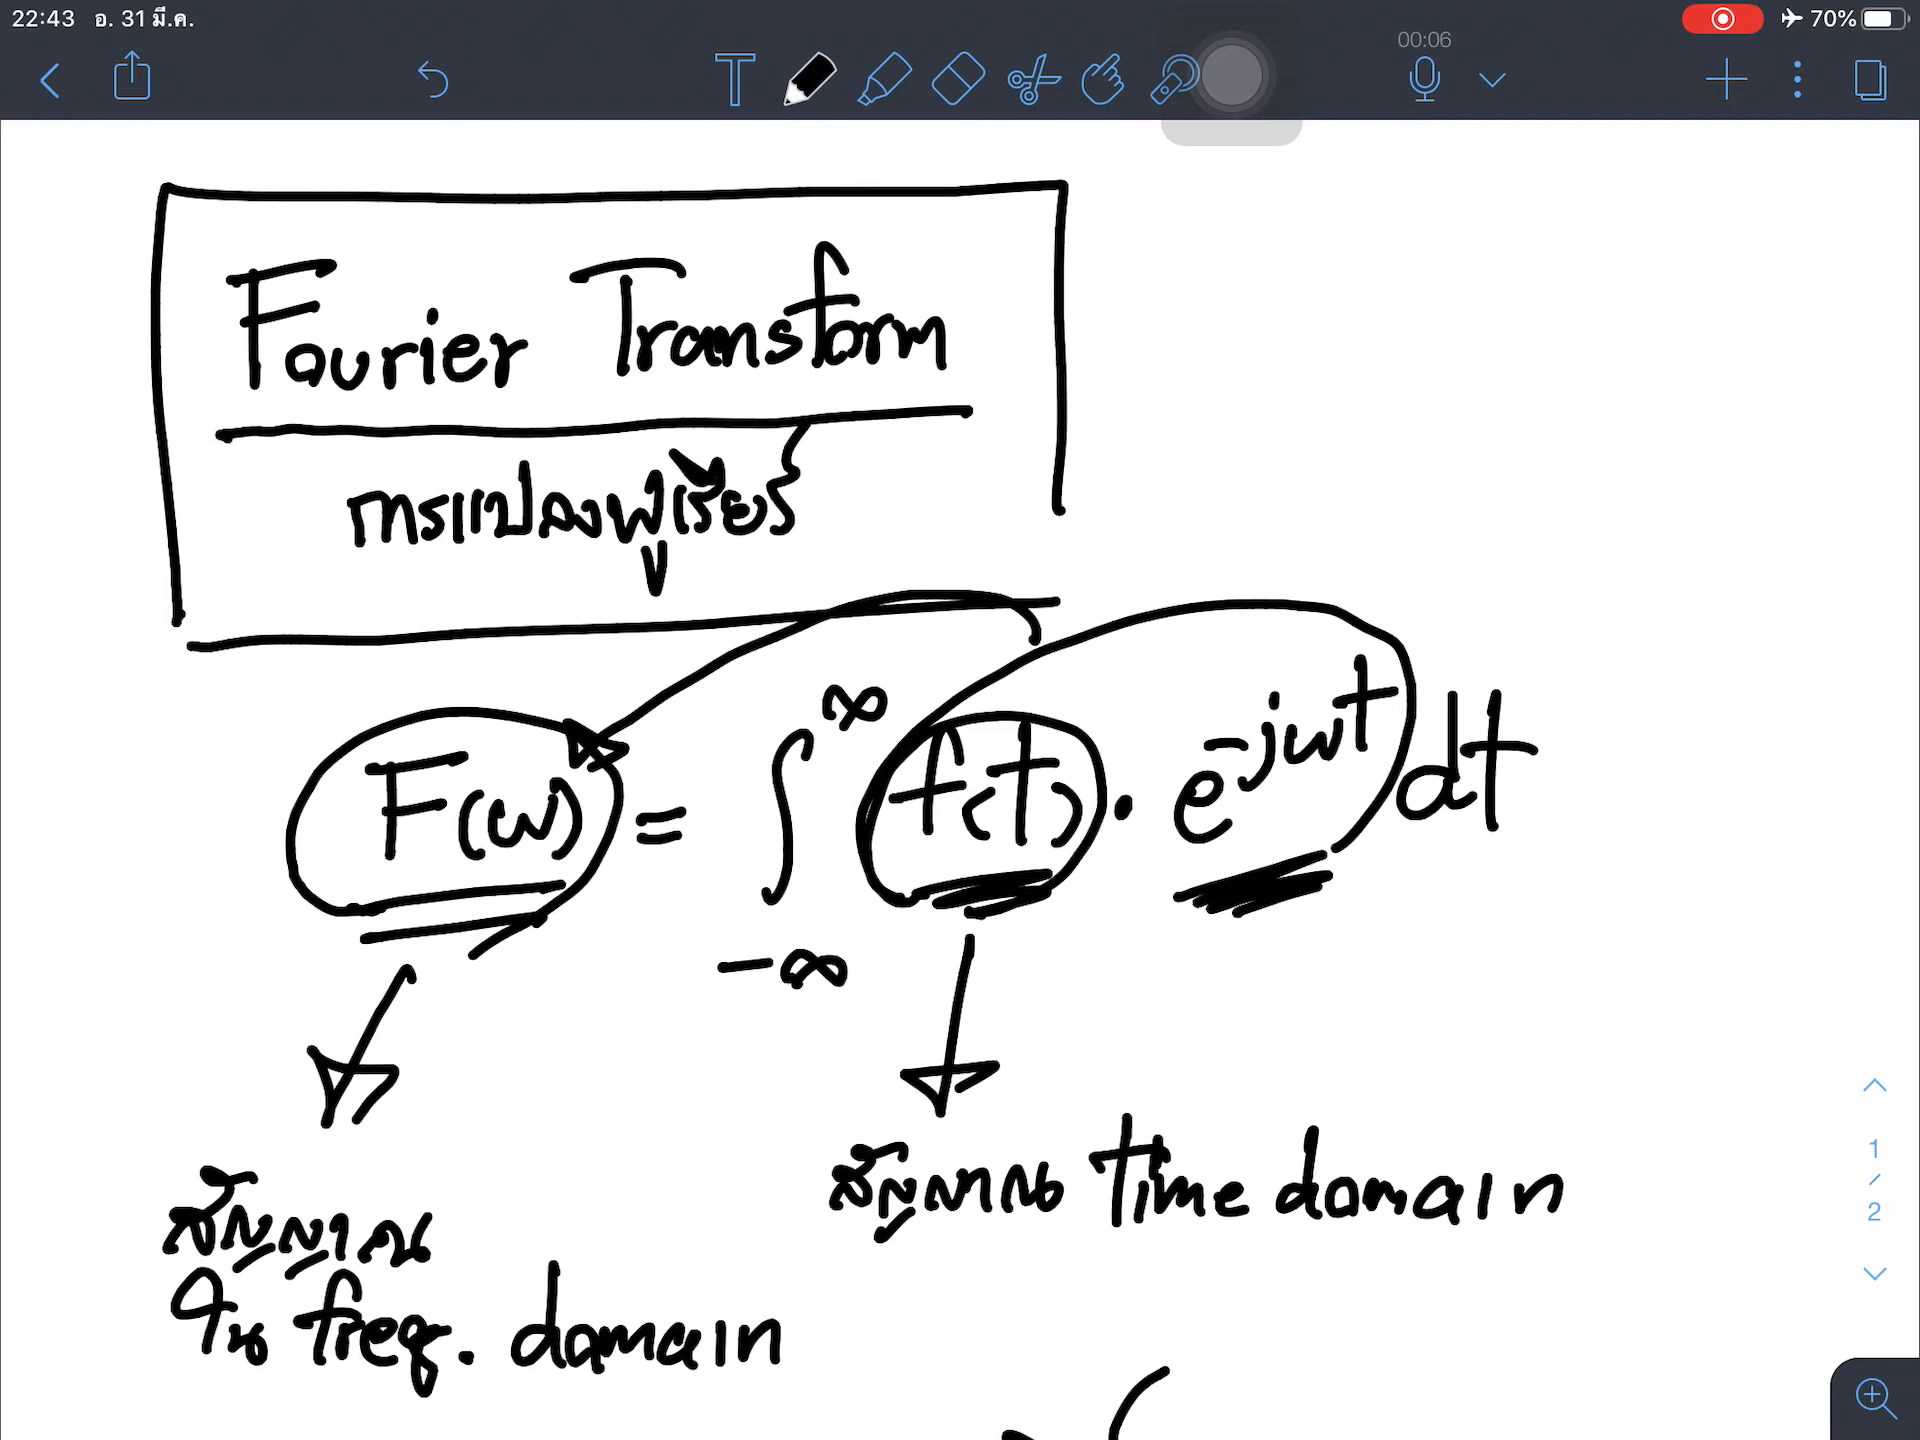 22:43 อ. 31 มี.ค.
70%
00:06
Fourier Transform
การแปลงฟูเรียร์
F(ω) = ∫_{-∞}^{∞} f(t) · e^{-jωt} dt
สัญญาณ time domain
สัญญาณ
ใน freq. domain
1
/
2